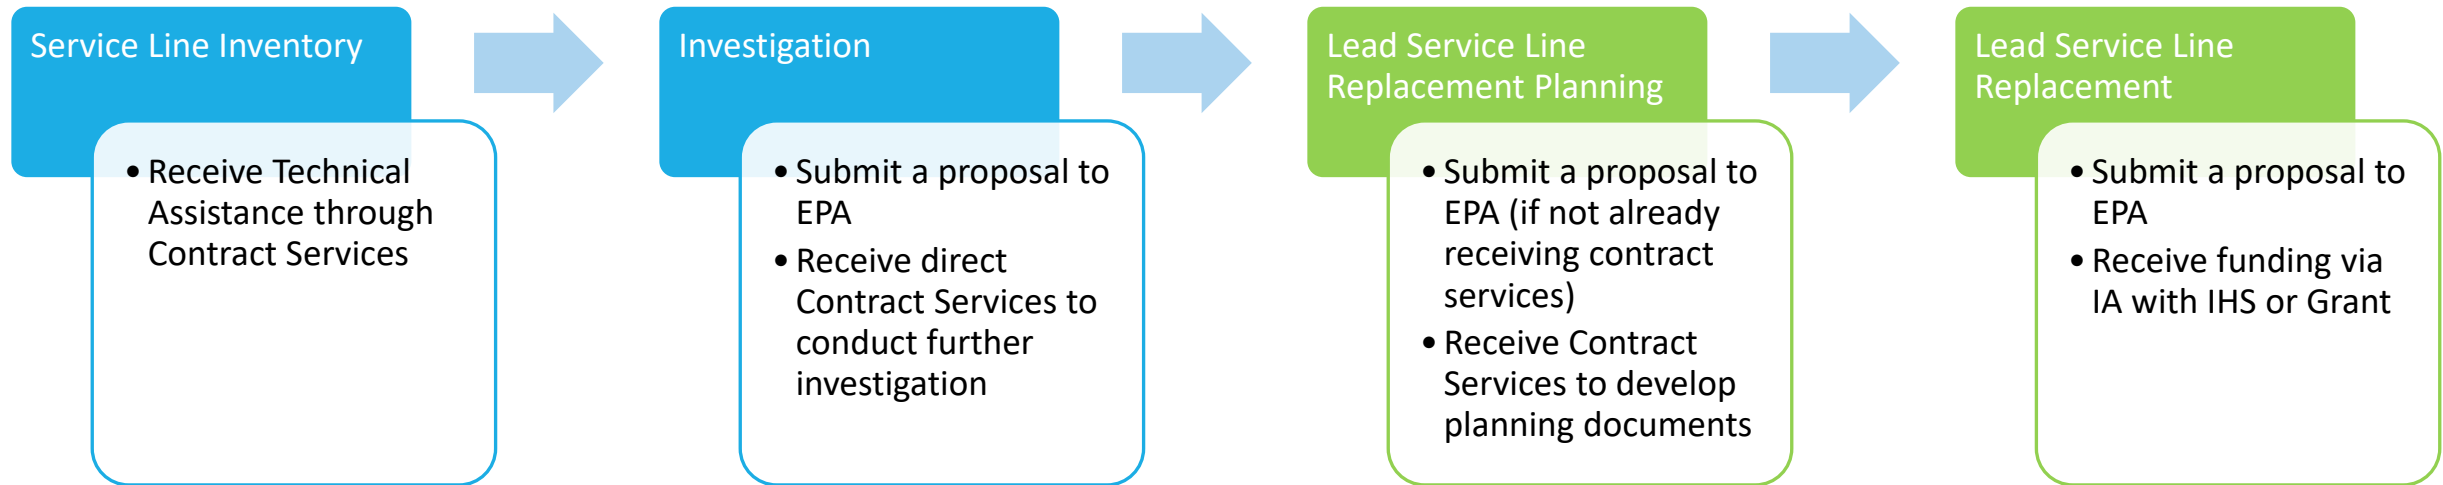 Service Line Inventory
• Receive Technical
Assistance through
Contract Services
Investigation
• Submit a proposal to
EPA
• Receive direct
Contract Services to
conduct further
investigation
Lead Service Line
Replacement Planning
• Submit a proposal to
EPA (if not already
receiving contract
services)
• Receive Contract
Services to develop
planning documents
Lead Service Line
Replacement
• Submit a proposal to
EPA
• Receive funding via
IA with IHS or Grant